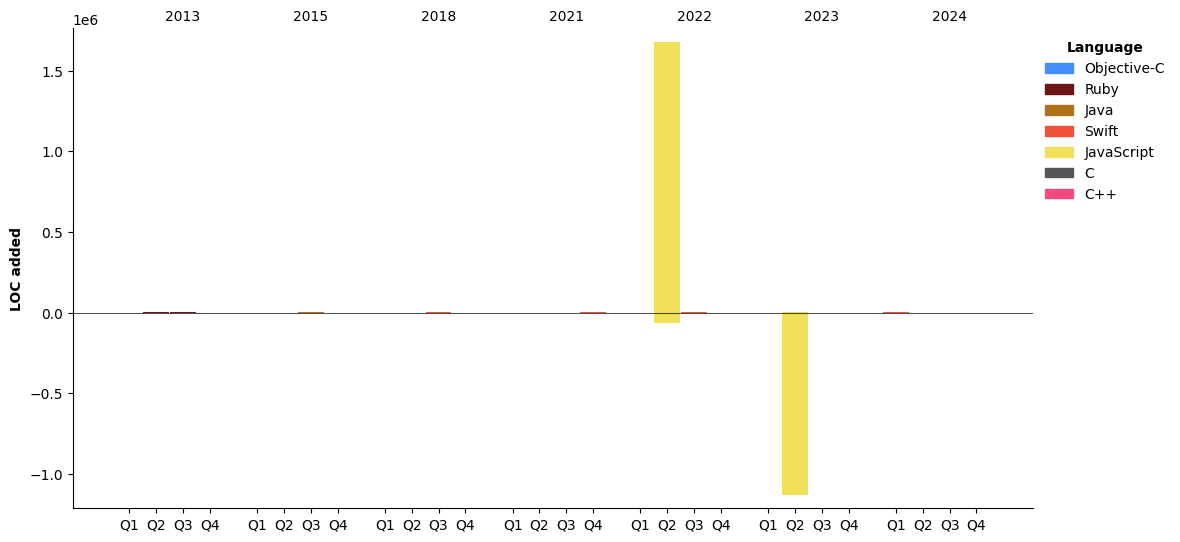 1e6
2013 2015 2018 2021 2022 2023 2024
Language
Objective-C
Ruby
Java
Swift
JavaScript
C
C++
LOC added
1.5
1.0
0.5
0.0
−0.5
−1.0
Q1 Q2 Q3 Q4 Q1 Q2 Q3 Q4 Q1 Q2 Q3 Q4 Q1 Q2 Q3 Q4 Q1 Q2 Q3 Q4 Q1 Q2 Q3 Q4 Q1 Q2 Q3 Q4